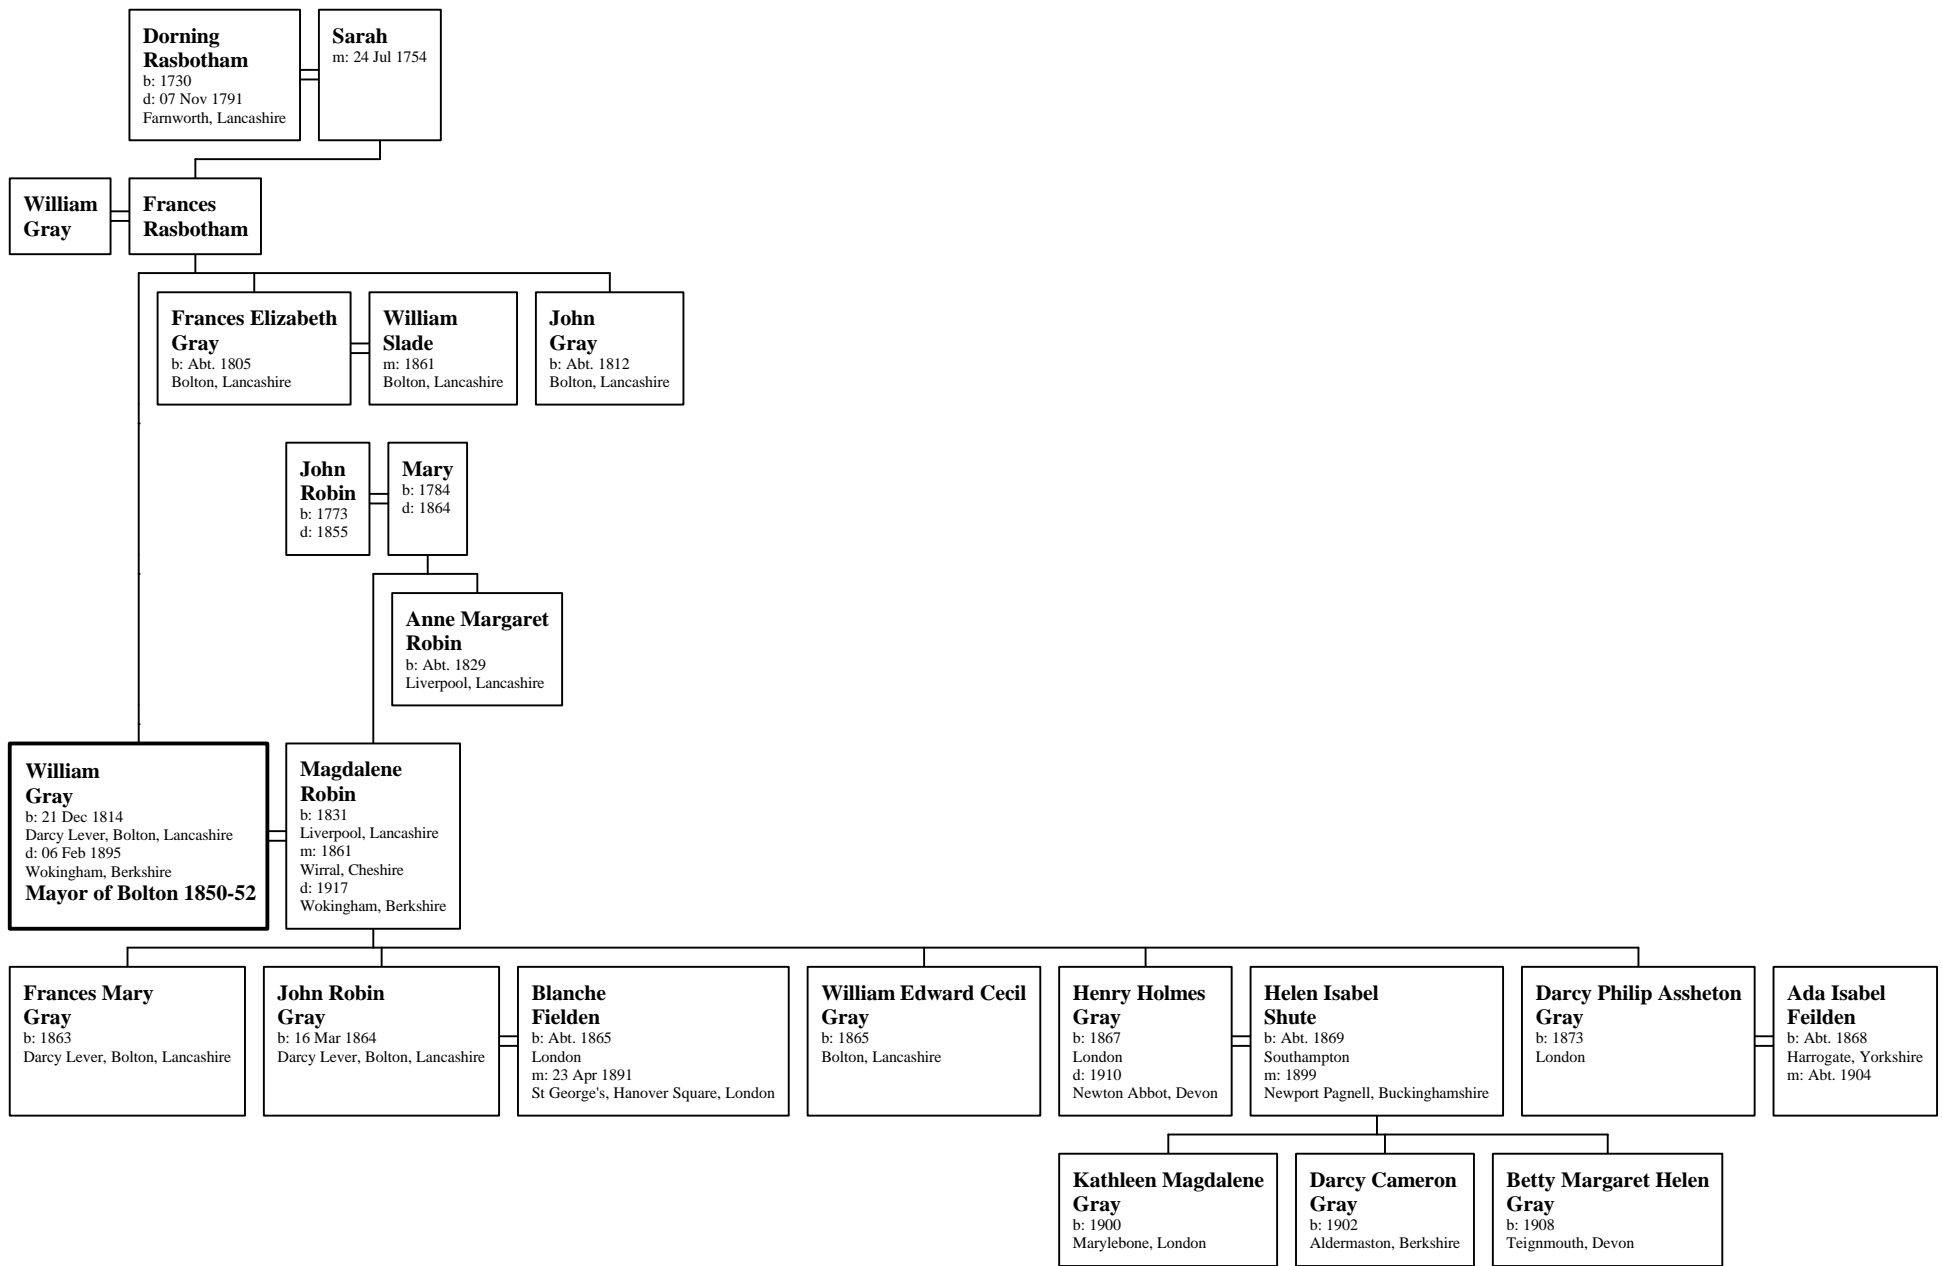 Dorning
Rasbotham
b: 1730
d: 07 Nov 1791
Farnworth, Lancashire
Sarah
m: 24 Jul 1754
William
Gray
Frances
Rasbotham
Frances Elizabeth
Gray
b: Abt. 1805
Bolton, Lancashire
William
Slade
m: 1861
Bolton, Lancashire
John
Gray
b: Abt. 1812
Bolton, Lancashire
John
Robin
b: 1773
d: 1855
Mary
b: 1784
d: 1864
Anne Margaret
Robin
b: Abt. 1829
Liverpool, Lancashire
William
Gray
b: 21 Dec 1814
Darcy Lever, Bolton, Lancashire
d: 06 Feb 1895
Wokingham, Berkshire
Mayor of Bolton 1850-52
Magdalene
Robin
b: 1831
Liverpool, Lancashire
m: 1861
Wirral, Cheshire
d: 1917
Wokingham, Berkshire
Frances Mary
Gray
b: 1863
Darcy Lever, Bolton, Lancashire
John Robin
Gray
b: 16 Mar 1864
Darcy Lever, Bolton, Lancashire
Blanche
Fielden
b: Abt. 1865
London
m: 23 Apr 1891
St George's, Hanover Square, London
William Edward Cecil
Gray
b: 1865
Bolton, Lancashire
Henry Holmes
Gray
b: 1867
London
d: 1910
Newton Abbot, Devon
Helen Isabel
Shute
b: Abt. 1869
Southampton
m: 1899
Newport Pagnell, Buckinghamshire
Darcy Philip Assheton
Gray
b: 1873
London
Ada Isabel
Feilden
b: Abt. 1868
Harrogate, Yorkshire
m: Abt. 1904
Kathleen Magdalene
Gray
b: 1900
Marylebone, London
Darcy Cameron
Gray
b: 1902
Aldermaston, Berkshire
Betty Margaret Helen
Gray
b: 1908
Teignmouth, Devon